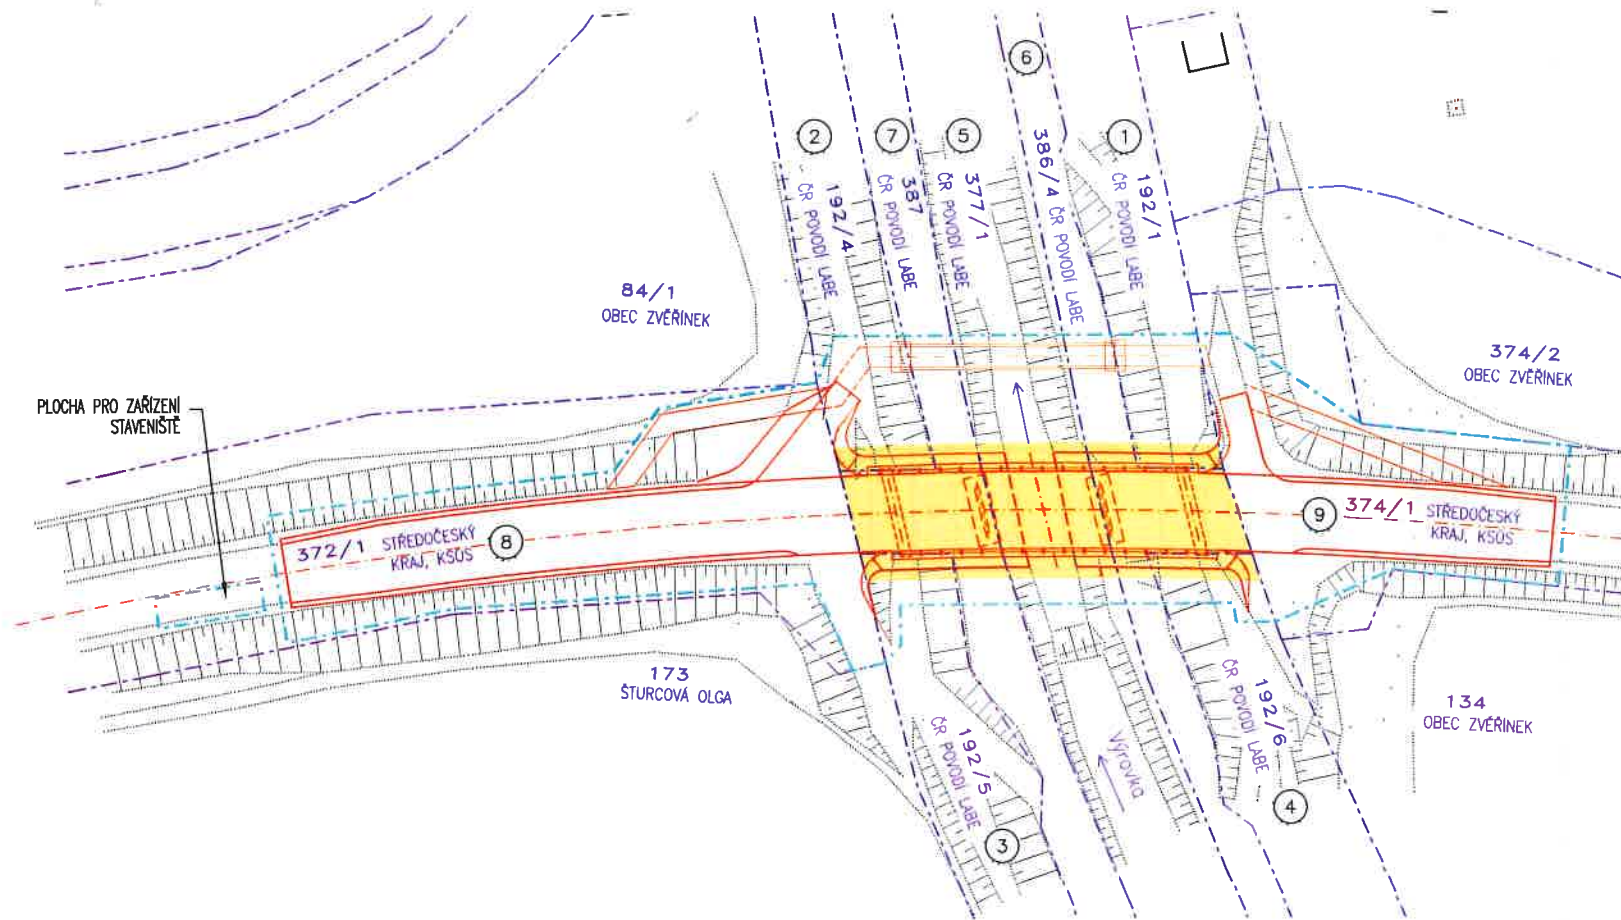 6
2
7
5
1
192/4
ČR POVODÍ LABE
387
ČR POVODÍ LABE
377/1
ČR POVODÍ LABE
386/4 ČR POVODÍ LABE
192/1
ČR POVODÍ LABE
84/1
OBEC ZVĚŘÍNEK
374/2
OBEC ZVĚŘÍNEK
PLOCHA PRO ZAŘÍZENÍ
STAVENIŠTĚ
372/1 STŘEDOČESKÝ
KRAJ, KSÚS
8
9
374/1 STŘEDOČESKÝ
KRAJ, KSÚS
173
ŠTURCOVÁ OLGA
192/5
ČR POVODÍ LABE
Výrovka
192/6
ČR POVODÍ LABE
134
OBEC ZVĚŘÍNEK
3
4